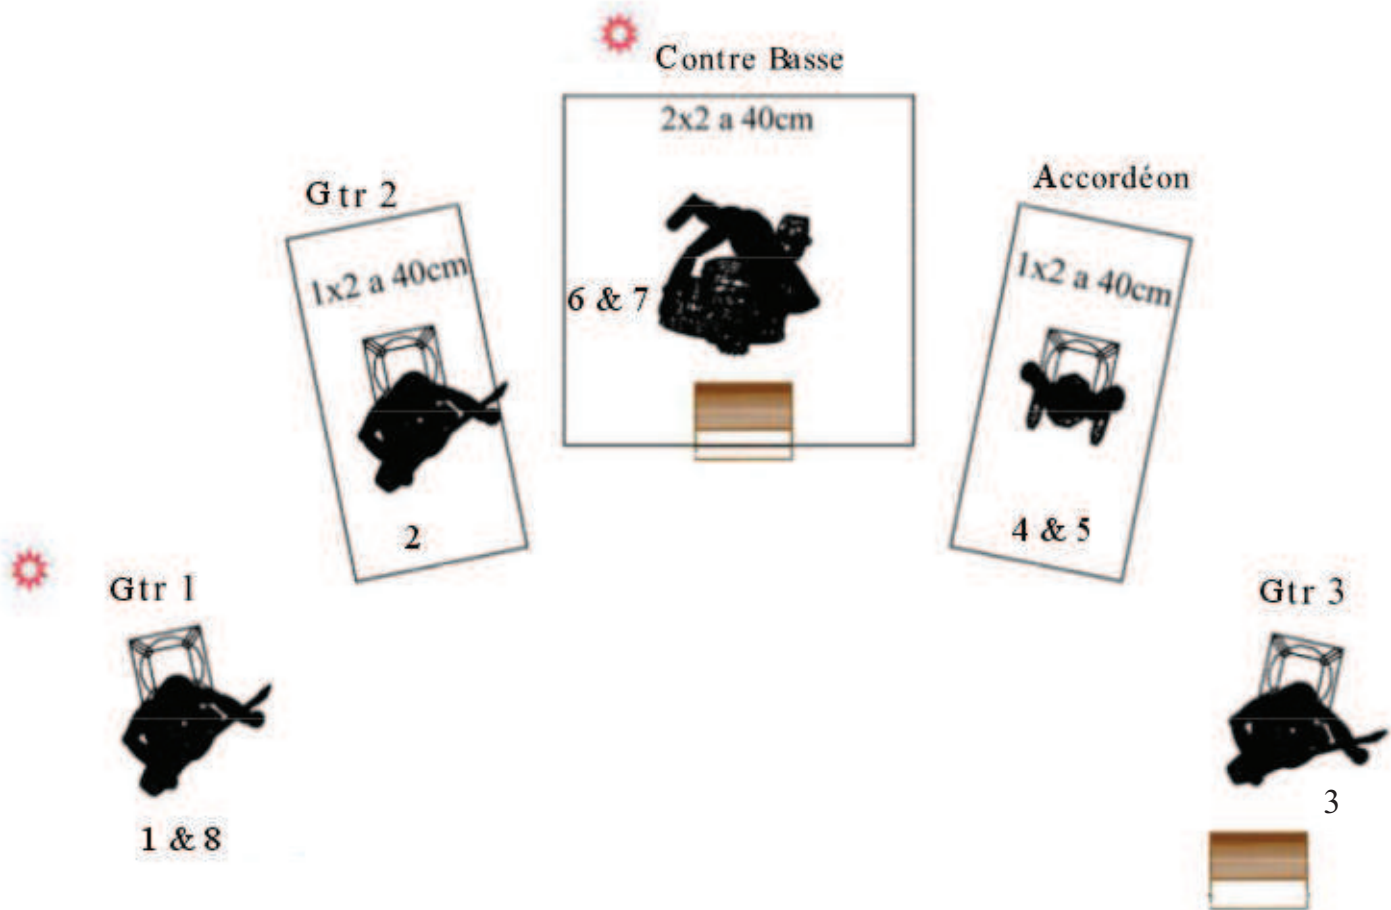 Contre Basse
2x2 a 40cm
6 & 7
Gtr 2
1x2 a 40cm
2
Accordéon
1x2 a 40cm
4 & 5
Gtr 1
1 & 8
Gtr 3
3